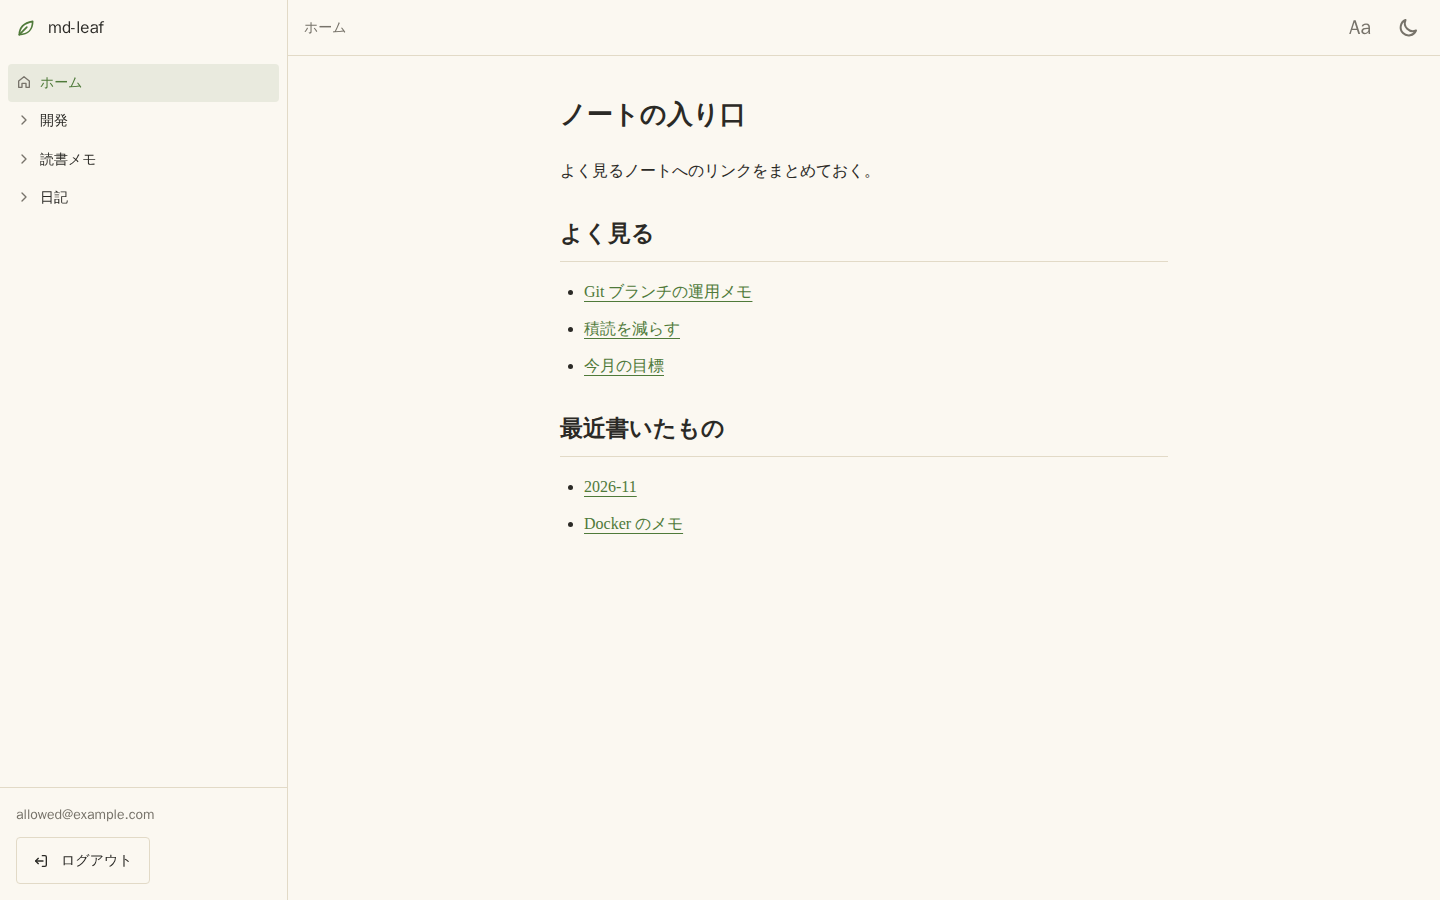 md-leaf
ホーム
開発
読書メモ
日記
allowed@example.com
ログアウト
ホーム
Aa
ノートの入り口
よく見るノートへのリンクをまとめておく。
よく見る
Git ブランチの運用メモ
積読を減らす
今月の目標
最近書いたもの
2026-11
Docker のメモ